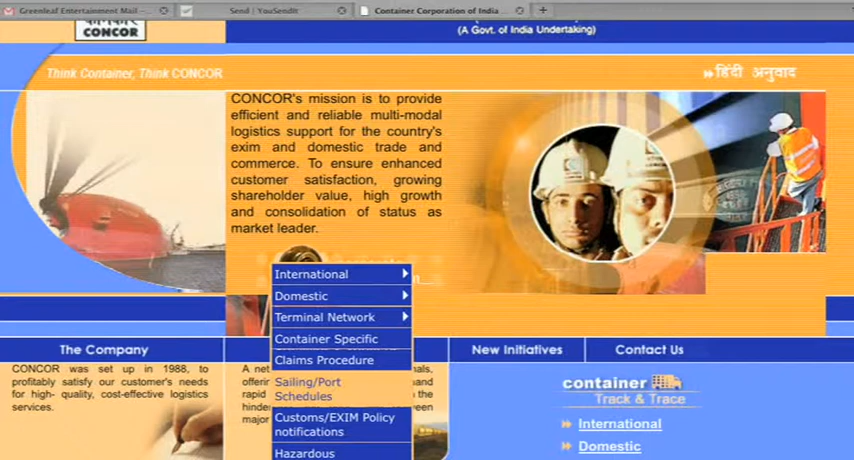 Greenleaf Entertainment Mail –...
Send | YouSendIt
Container Corporation of India...
CONCOR
(A Govt. of India Undertaking)
Think Container, Think CONCOR
हिंदी अनुवाद
CONCOR's mission is to provide
efficient and reliable multi-modal
logistics support for the country's
exim and domestic trade and
commerce. To ensure enhanced
customer satisfaction, growing
shareholder value, high growth
and consolidation of status as
market leader.
International
Domestic
Terminal Network
Container Specific
Claims Procedure
Sailing/Port
Schedules
Customs/EXIM Policy
notifications
Hazardous
The Company
New Initiatives
Contact Us
CONCOR was set up in 1988, to
profitably satisfy our customer's needs
for high- quality, cost-effective logistics
services.
A net
rapid
major
container
Track & Trace
International
Domestic